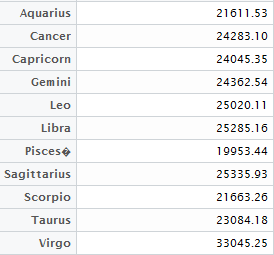 Aquarius 21611.53
Cancer 24283.10
Capricorn 24045.35
Gemini 24362.54
Leo 25020.11
Libra 25285.16
Pisces� 19953.44
Sagittarius 25335.93
Scorpio 21663.26
Taurus 23084.18
Virgo 33045.25